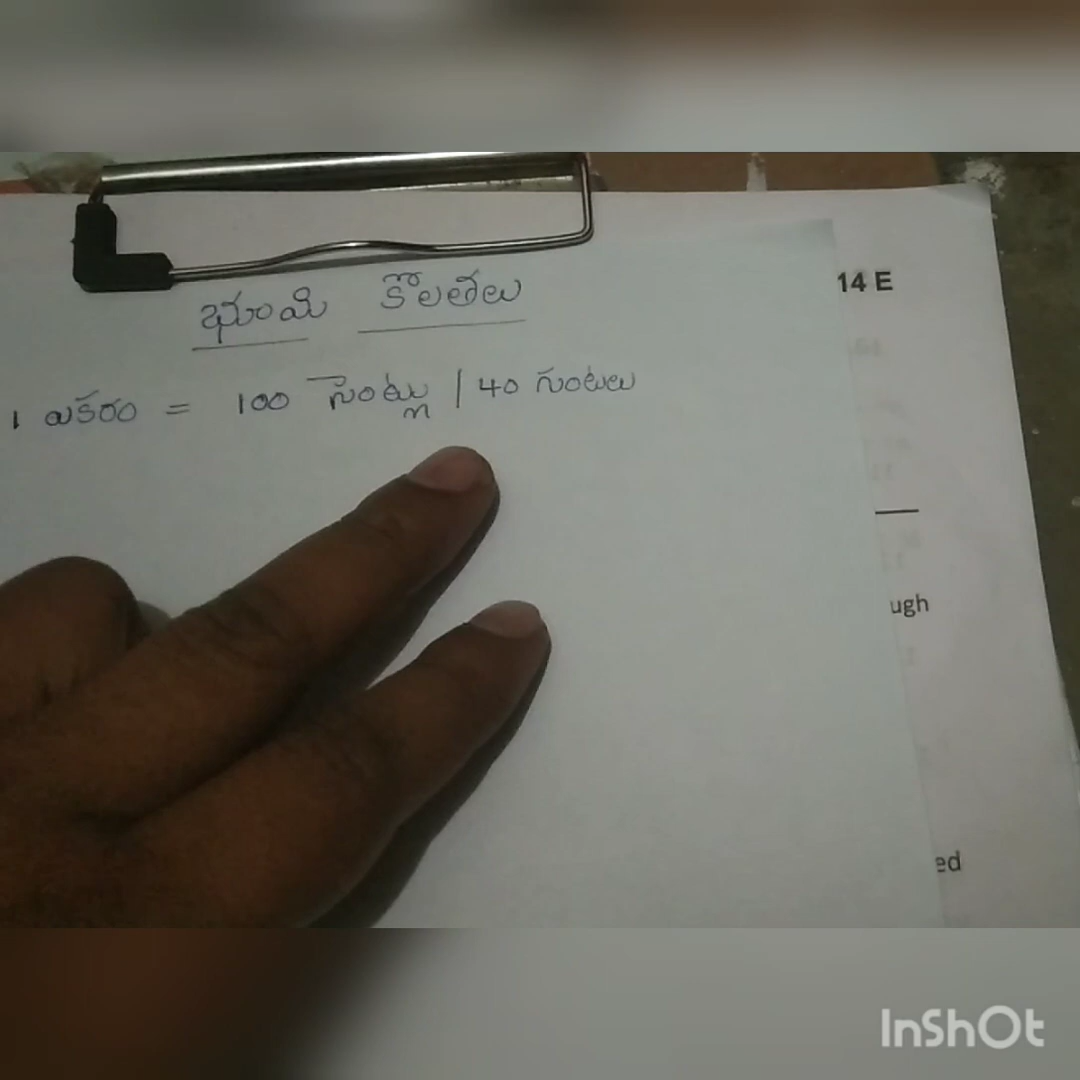 భూమి కొలతలు
1 ఎకరం = 100 సెంట్లు / 40 గుంటలు
14 E
ugh
ed
InShOt